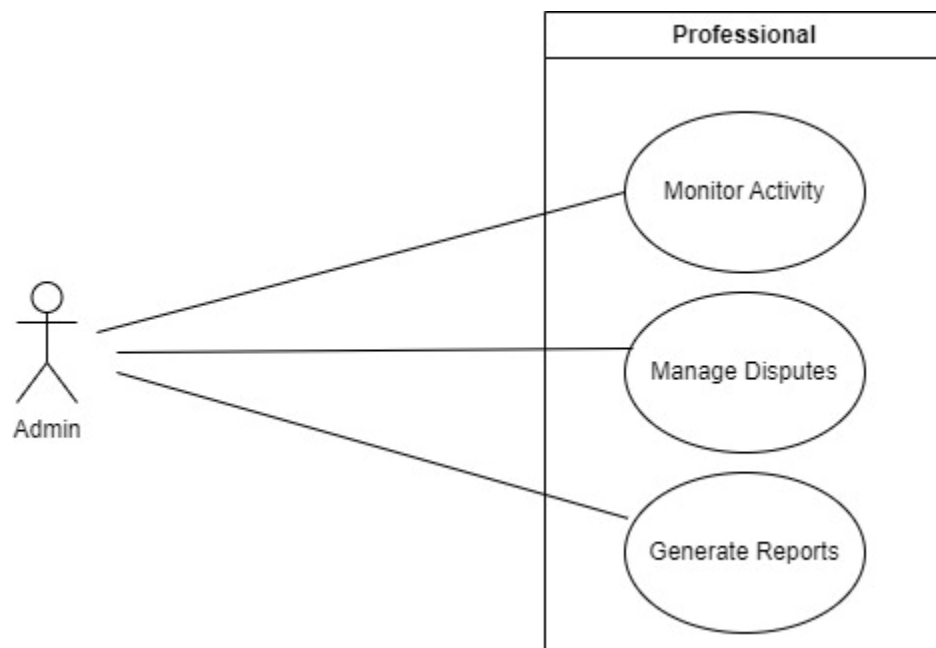 Professional
Monitor Activity
Manage Disputes
Admin
Generate Reports